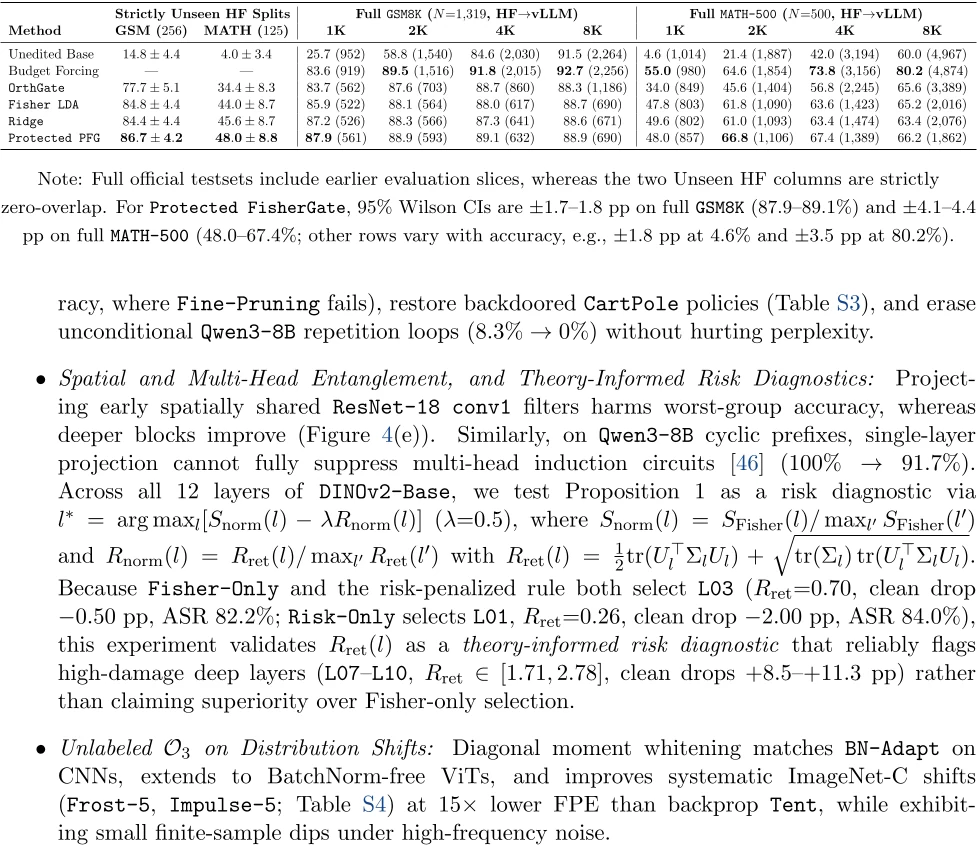 Strictly Unseen HF Splits Full GSM8K (N=1,319, HF→vLLM) Full MATH-500 (N=500, HF→vLLM)
Method GSM (256) MATH (125) 1K 2K 4K 8K 1K 2K 4K 8K
Unedited Base 14.8 ± 4.4 4.0 ± 3.4 25.7 (952) 58.8 (1,540) 84.6 (2,030) 91.5 (2,264) 4.6 (1,014) 21.4 (1,887) 42.0 (3,194) 60.0 (4,967)
Budget Forcing — — 83.6 (919) 89.5 (1,516) 91.8 (2,015) 92.7 (2,256) 55.0 (980) 64.6 (1,854) 73.8 (3,156) 80.2 (4,874)
OrthGate 77.7 ± 5.1 34.4 ± 8.3 83.7 (562) 87.6 (703) 88.7 (860) 88.3 (1,186) 34.0 (849) 45.6 (1,404) 56.8 (2,245) 65.6 (3,389)
Fisher LDA 84.8 ± 4.4 44.0 ± 8.7 85.9 (522) 88.1 (564) 88.0 (617) 88.7 (690) 47.8 (803) 61.8 (1,090) 63.6 (1,423) 65.2 (2,016)
Ridge 84.4 ± 4.4 45.6 ± 8.7 87.2 (526) 88.3 (566) 87.3 (641) 88.6 (671) 49.6 (802) 61.0 (1,093) 63.4 (1,474) 63.4 (2,076)
Protected PFG 86.7 ± 4.2 48.0 ± 8.8 87.9 (561) 88.9 (593) 89.1 (632) 88.9 (690) 48.0 (857) 66.8 (1,106) 67.4 (1,389) 66.2 (1,862)
Note: Full official testsets include earlier evaluation slices, whereas the two Unseen HF columns are strictly
zero-overlap. For Protected FisherGate, 95% Wilson CIs are ±1.7–1.8 pp on full GSM8K (87.9–89.1%) and ±4.1–4.4
pp on full MATH-500 (48.0–67.4%; other rows vary with accuracy, e.g., ±1.8 pp at 4.6% and ±3.5 pp at 80.2%).
racy, where Fine-Pruning fails), restore backdoored CartPole policies (Table S3), and erase
unconditional Qwen3-8B repetition loops (8.3% → 0%) without hurting perplexity.
• Spatial and Multi-Head Entanglement, and Theory-Informed Risk Diagnostics: Project-
ing early spatially shared ResNet-18 conv1 filters harms worst-group accuracy, whereas
deeper blocks improve (Figure 4(e)). Similarly, on Qwen3-8B cyclic prefixes, single-layer
projection cannot fully suppress multi-head induction circuits [46] (100% → 91.7%).
Across all 12 layers of DINOv2-Base, we test Proposition 1 as a risk diagnostic via
l* = arg max_l[S_norm(l) − λR_norm(l)] (λ=0.5), where S_norm(l) = S_Fisher(l)/ max_l′ S_Fisher(l′)
and R_norm(l) = R_ret(l)/ max_l′ R_ret(l′) with R_ret(l) = ½tr(U_l^⊤Σ_lU_l) + √(tr(Σ_l) tr(U_l^⊤Σ_lU_l)).
Because Fisher-Only and the risk-penalized rule both select L03 (R_ret=0.70, clean drop
−0.50 pp, ASR 82.2%; Risk-Only selects L01, R_ret=0.26, clean drop −2.00 pp, ASR 84.0%),
this experiment validates R_ret(l) as a theory-informed risk diagnostic that reliably flags
high-damage deep layers (L07–L10, R_ret ∈ [1.71, 2.78], clean drops +8.5–+11.3 pp) rather
than claiming superiority over Fisher-only selection.
• Unlabeled O₃ on Distribution Shifts: Diagonal moment whitening matches BN-Adapt on
CNNs, extends to BatchNorm-free ViTs, and improves systematic ImageNet-C shifts
(Frost-5, Impulse-5; Table S4) at 15× lower FPE than backprop Tent, while exhibit-
ing small finite-sample dips under high-frequency noise.